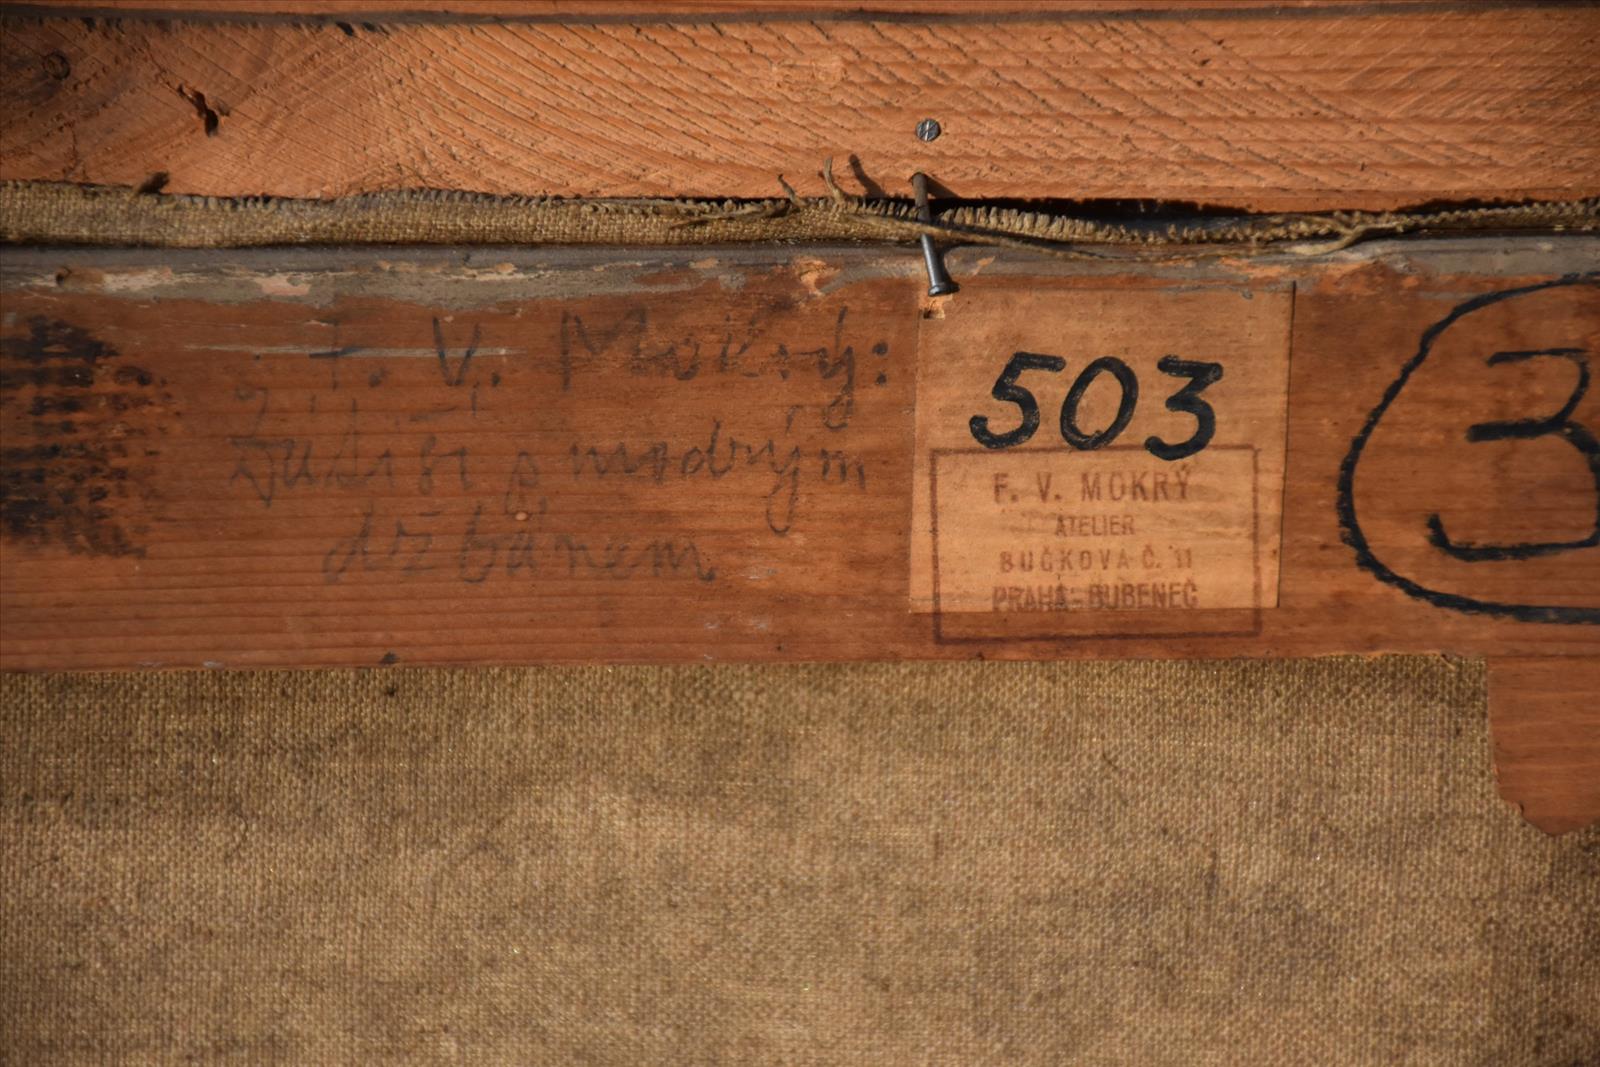 F. V. Mokrý:
Zátiší s modrým
džbánem
503
F. V. MOKRÝ
ATELIER
BUČKOVA Č. 11
PRAHA-BUBENEČ
3